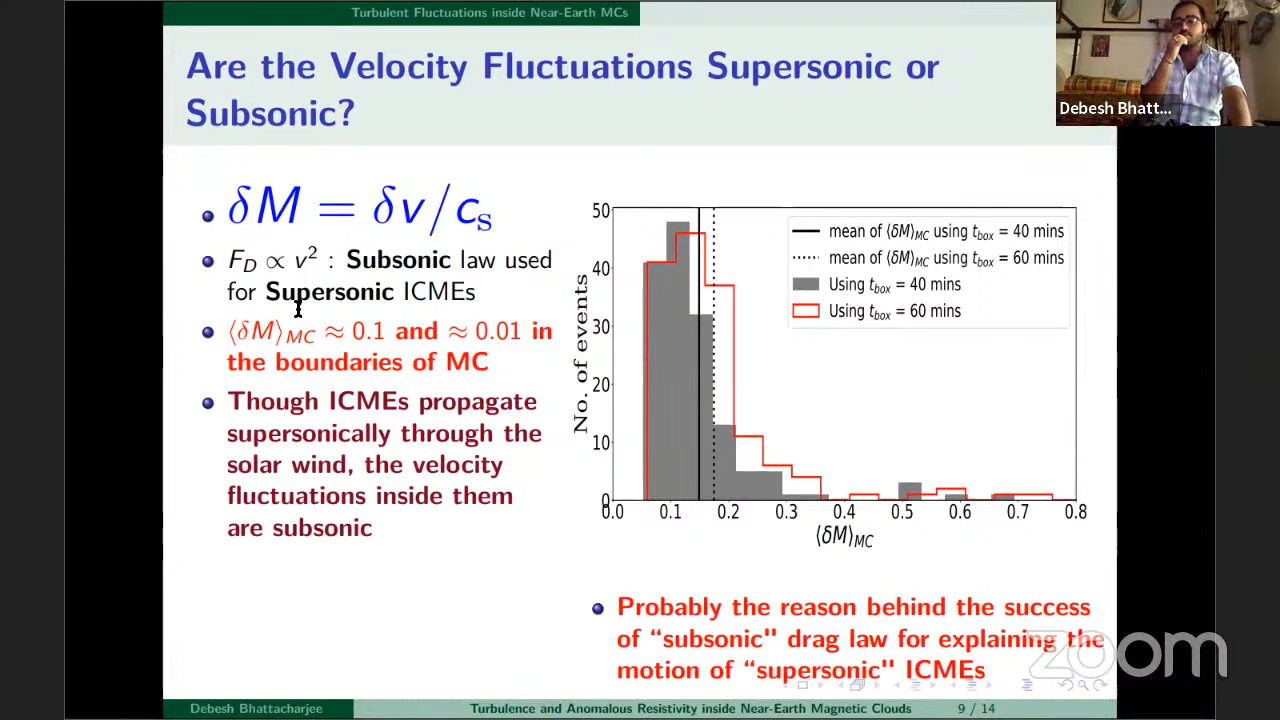 Turbulent Fluctuations inside Near-Earth MCs
Are the Velocity Fluctuations Supersonic or
Subsonic?
Debesh Bhatt...
δM = δv/cₛ
F_D ∝ v² : Subsonic law used
for Supersonic ICMEs
⟨δM⟩_MC ≈ 0.1 and ≈ 0.01 in
the boundaries of MC
Though ICMEs propagate
supersonically through the
solar wind, the velocity
fluctuations inside them
are subsonic
No. of events
50
40
30
20
10
0
0.0 0.1 0.2 0.3 0.4 0.5 0.6 0.7 0.8
⟨δM⟩_MC
mean of ⟨δM⟩_MC using t_box = 40 mins
mean of ⟨δM⟩_MC using t_box = 60 mins
Using t_box = 40 mins
Using t_box = 60 mins
Probably the reason behind the success
of “subsonic" drag law for explaining the
motion of “supersonic" ICMEs
zoom
Debesh Bhattacharjee
Turbulence and Anomalous Resistivity inside Near-Earth Magnetic Clouds
9 / 14